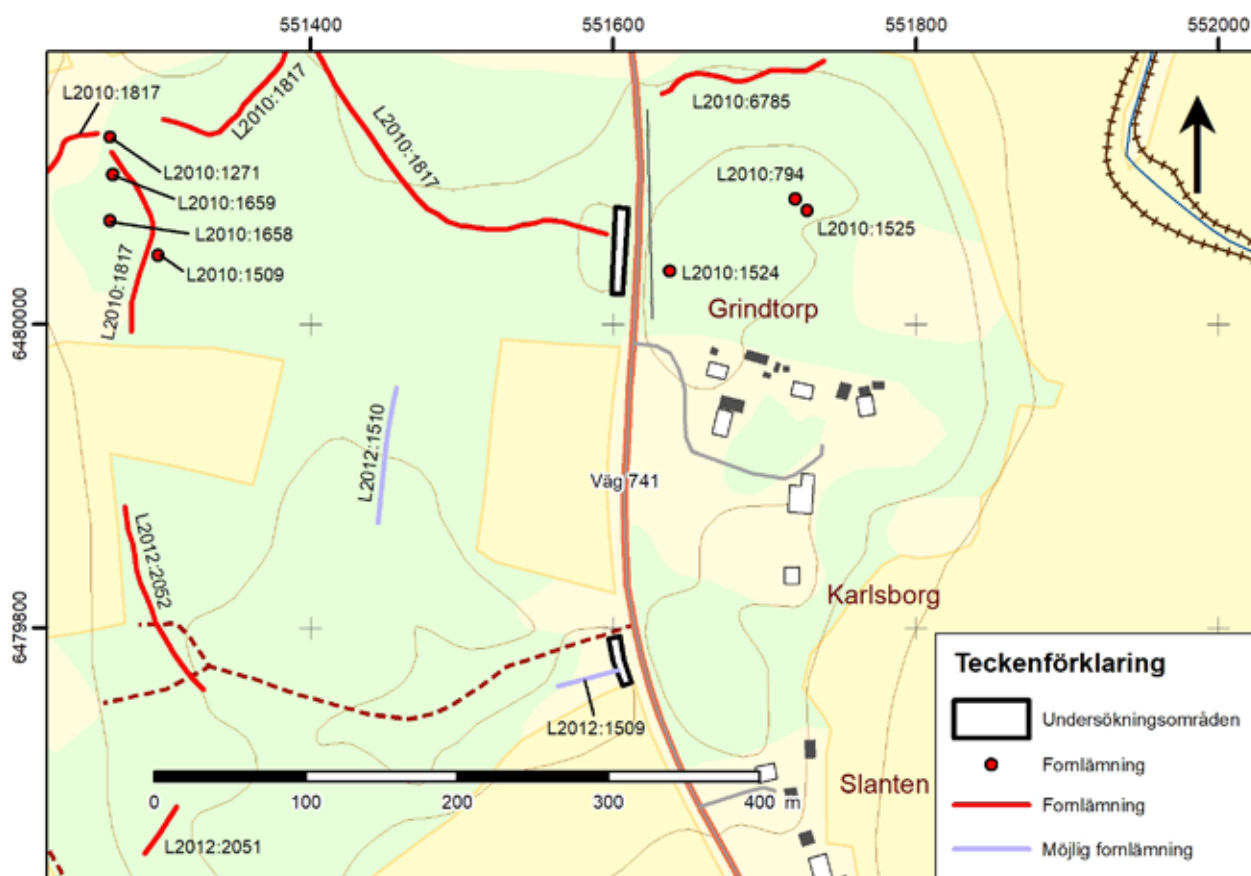 551400
551600
551800
552000
L2010:1817
L2010:1817
L2010:1817
L2010:6785
L2010:1271
L2010:1659
L2010:1658
L2010:1509
L2010:1817
L2010:794
L2010:1525
L2010:1524
Grindtorp
6480000
L2012:1510
Väg 741
L2012:2052
Karlsborg
6479800
L2012:1509
Slanten
0 100 200 300 400 m
L2012:2051
Teckenförklaring
Undersökningsområden
Fornlämning
Fornlämning
Möjlig fornlämning